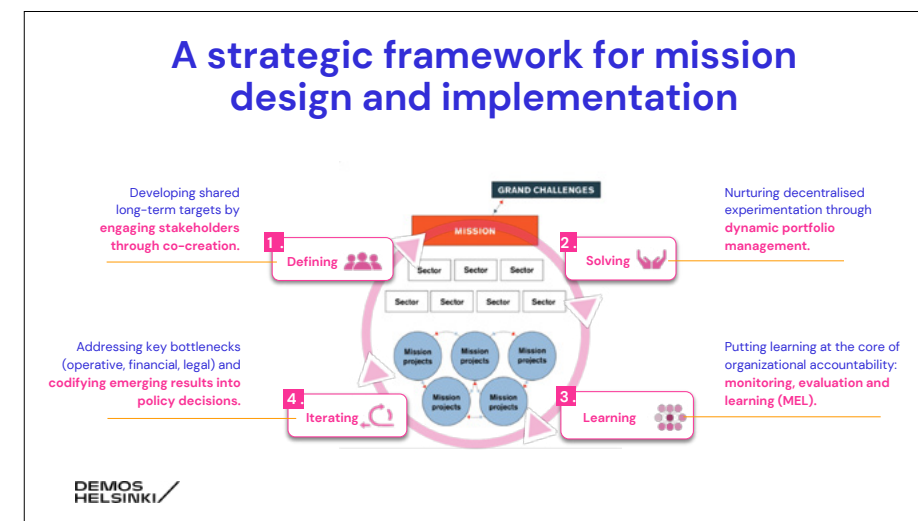 A strategic framework for mission
design and implementation
Developing shared
long-term targets by
engaging stakeholders
through co-creation.
GRAND CHALLENGES
MISSION
Nurturing decentralised
experimentation through
dynamic portfolio
management.
1.
Defining
2.
Solving
Sector
Sector
Sector
Sector
Sector
Sector
Sector
Addressing key bottlenecks
(operative, financial, legal) and
codifying emerging results into
policy decisions.
Mission
projects
Mission
projects
Mission
projects
Mission
projects
Mission
projects
Putting learning at the core of
organizational accountability:
monitoring, evaluation and
learning (MEL).
4.
Iterating
3.
Learning
DEMOS
HELSINKI